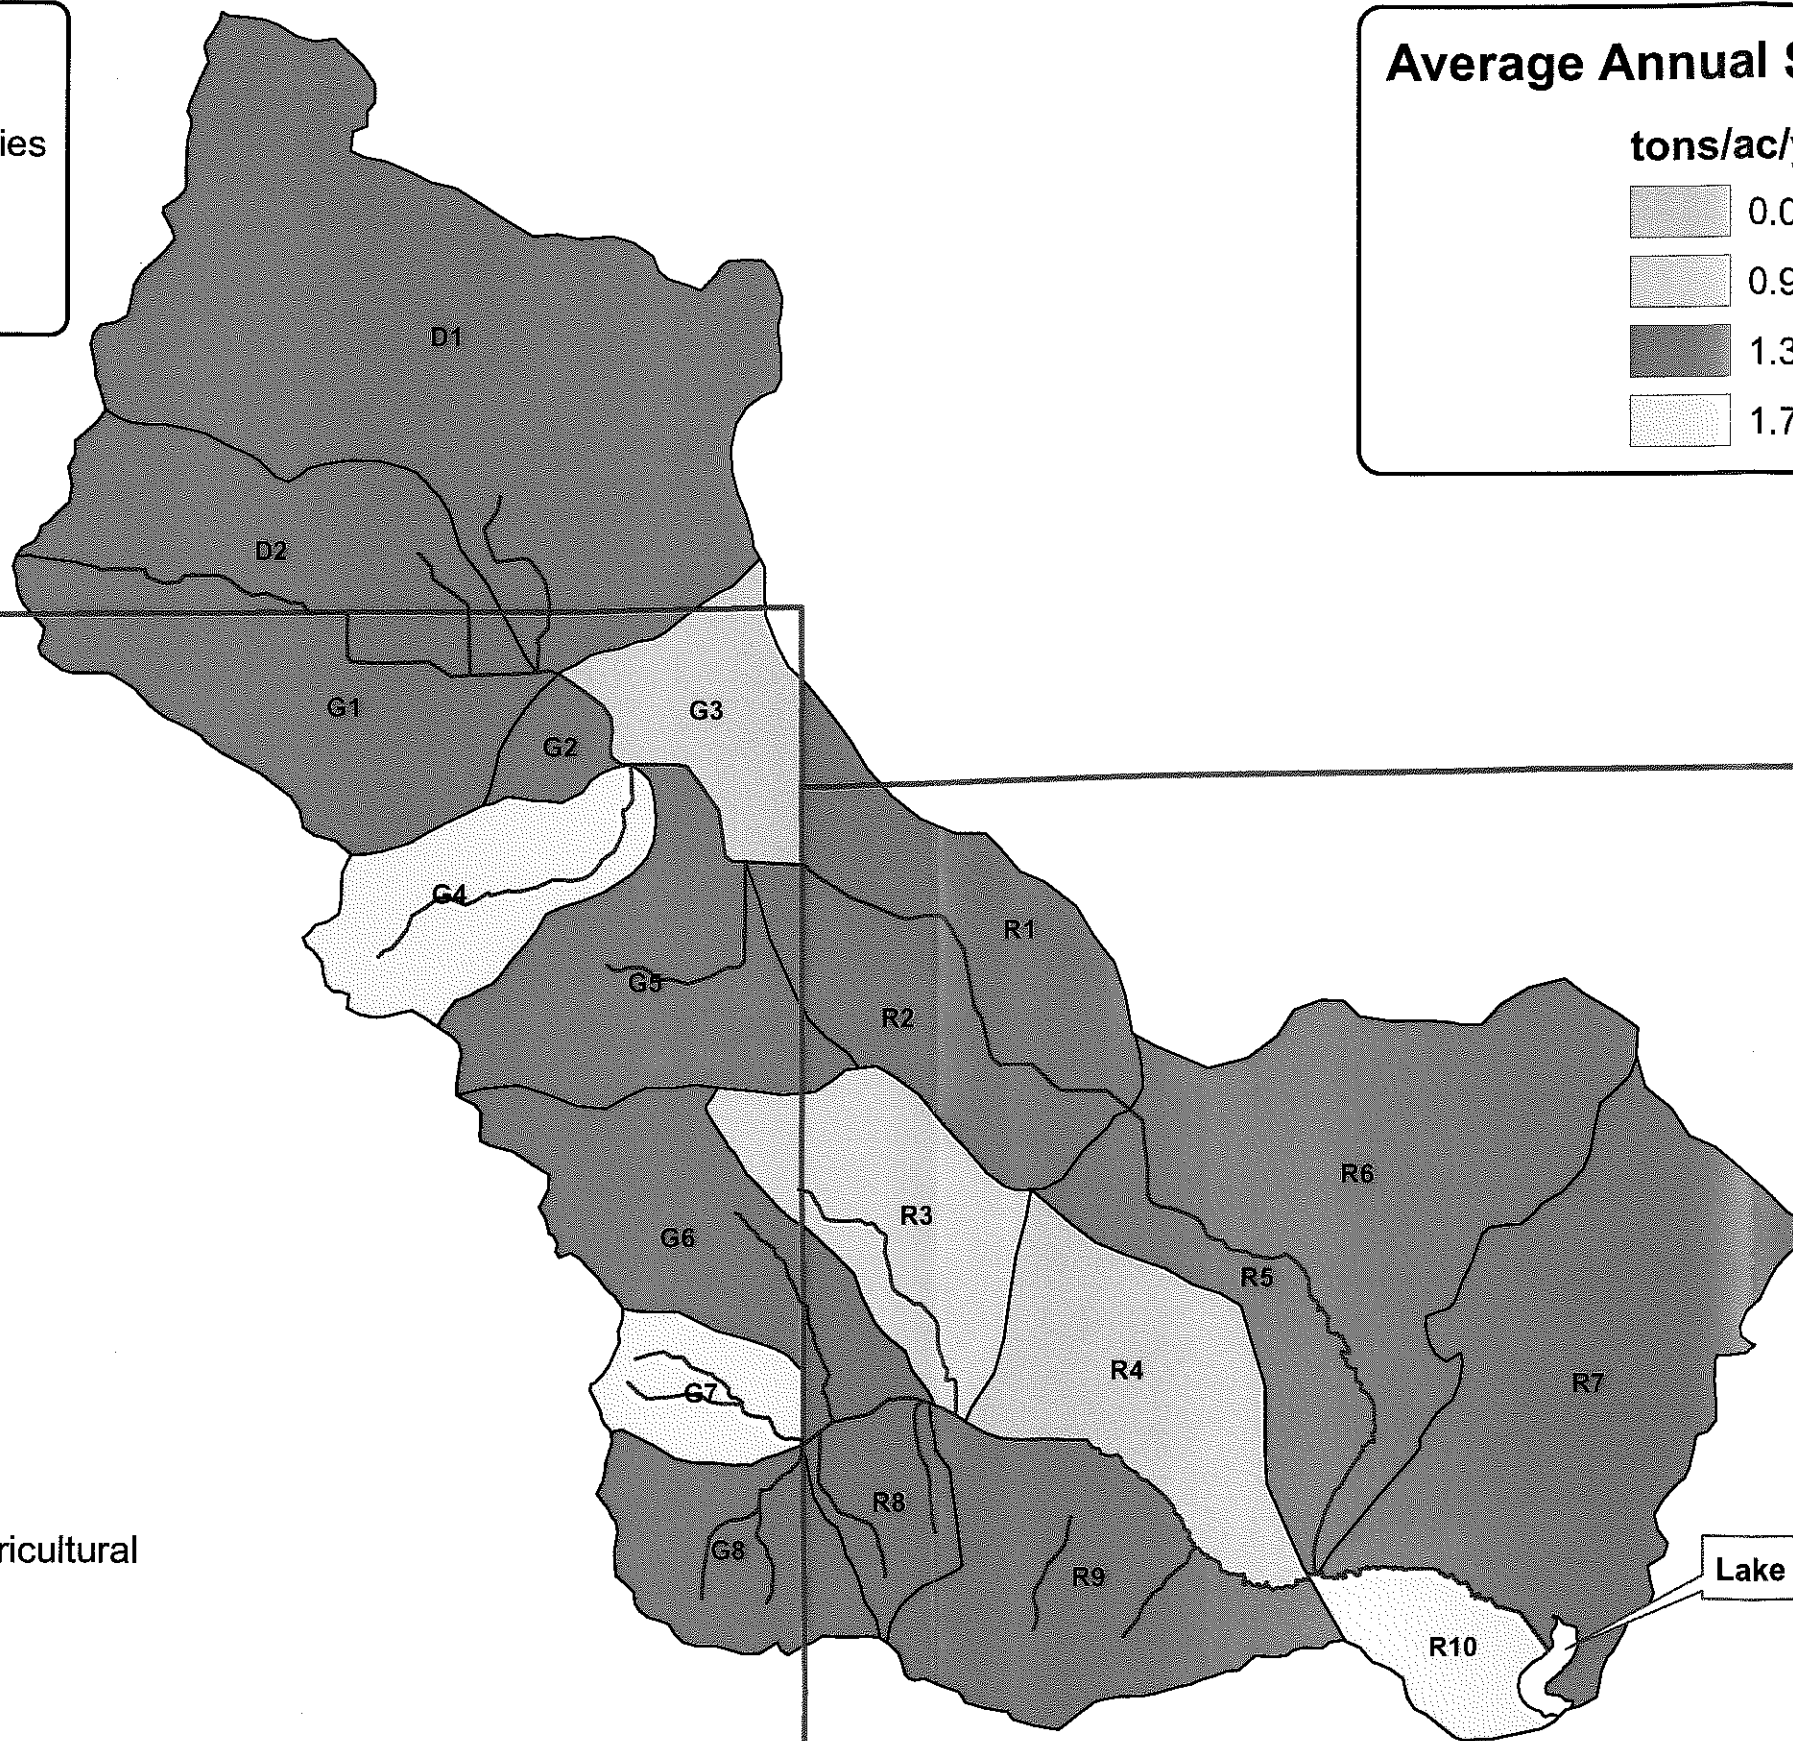 ies
Average Annual S
tons/ac/y
0.0
0.9
1.3
1.7
D1
D2
G1
G2
G3
G4
G5
R1
R2
R3
R4
R5
R6
R7
G6
G7
G8
R8
R9
R10
ricultural
Lake